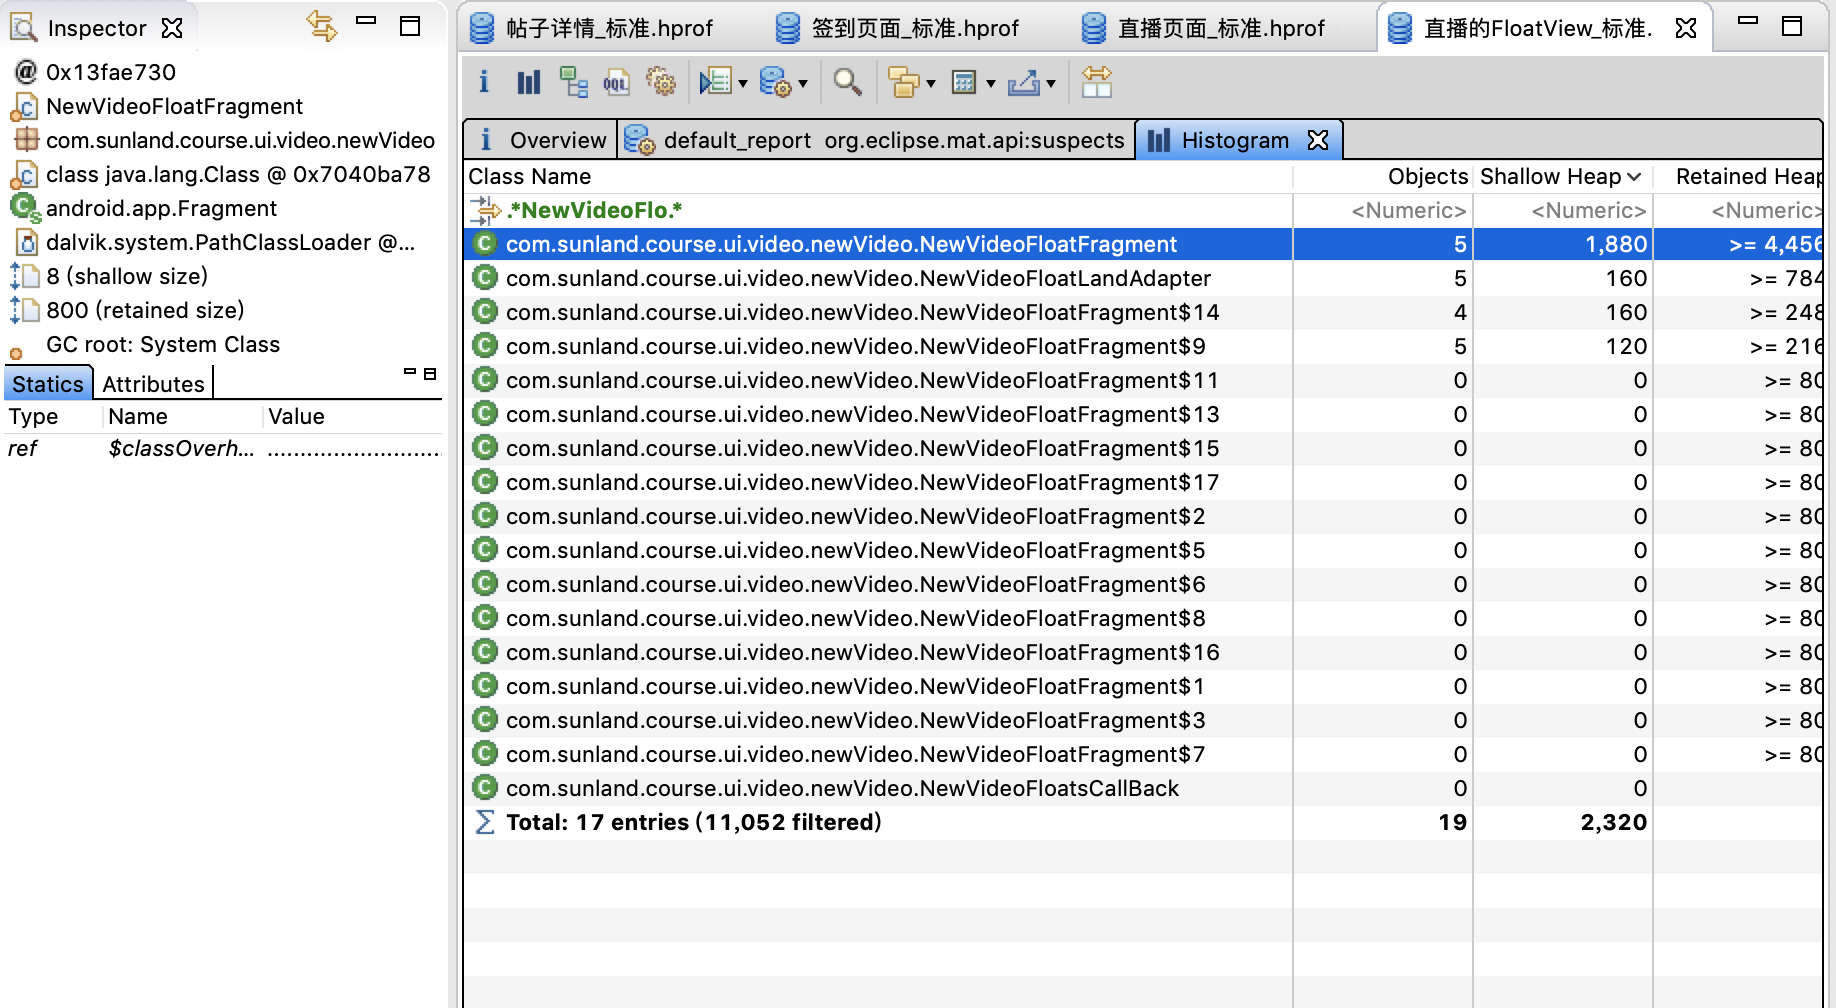 Inspector
@ 0x13fae730
NewVideoFloatFragment
com.sunland.course.ui.video.newVideo
class java.lang.Class @ 0x7040ba78
android.app.Fragment
dalvik.system.PathClassLoader @...
8 (shallow size)
800 (retained size)
GC root: System Class
Statics Attributes
Type Name Value
ref $classOverh... ..........................
帖子详情_标准.hprof 签到页面_标准.hprof 直播页面_标准.hprof 直播的FloatView_标准.
i OQL
i Overview default_report org.eclipse.mat.api:suspects Histogram
Class Name Objects Shallow Heap Retained Heap
.*NewVideoFlo.* <Numeric> <Numeric> <Numeric>
C com.sunland.course.ui.video.newVideo.NewVideoFloatFragment 5 1,880 >= 4,456
C com.sunland.course.ui.video.newVideo.NewVideoFloatLandAdapter 5 160 >= 784
C com.sunland.course.ui.video.newVideo.NewVideoFloatFragment$14 4 160 >= 248
C com.sunland.course.ui.video.newVideo.NewVideoFloatFragment$9 5 120 >= 216
C com.sunland.course.ui.video.newVideo.NewVideoFloatFragment$11 0 0 >= 80
C com.sunland.course.ui.video.newVideo.NewVideoFloatFragment$13 0 0 >= 80
C com.sunland.course.ui.video.newVideo.NewVideoFloatFragment$15 0 0 >= 80
C com.sunland.course.ui.video.newVideo.NewVideoFloatFragment$17 0 0 >= 80
C com.sunland.course.ui.video.newVideo.NewVideoFloatFragment$2 0 0 >= 80
C com.sunland.course.ui.video.newVideo.NewVideoFloatFragment$5 0 0 >= 80
C com.sunland.course.ui.video.newVideo.NewVideoFloatFragment$6 0 0 >= 80
C com.sunland.course.ui.video.newVideo.NewVideoFloatFragment$8 0 0 >= 80
C com.sunland.course.ui.video.newVideo.NewVideoFloatFragment$16 0 0 >= 80
C com.sunland.course.ui.video.newVideo.NewVideoFloatFragment$1 0 0 >= 80
C com.sunland.course.ui.video.newVideo.NewVideoFloatFragment$3 0 0 >= 80
C com.sunland.course.ui.video.newVideo.NewVideoFloatFragment$7 0 0 >= 80
C com.sunland.course.ui.video.newVideo.NewVideoFloatsCallBack 0 0
Σ Total: 17 entries (11,052 filtered) 19 2,320